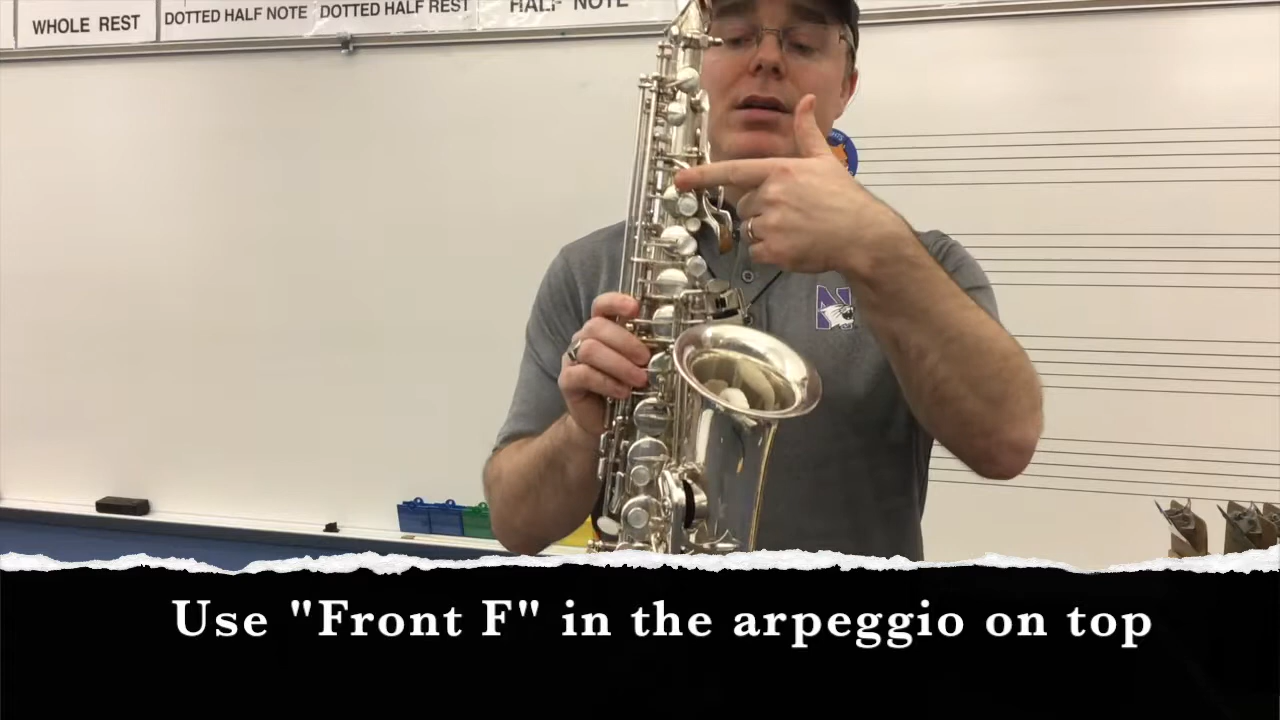 WHOLE REST
DOTTED HALF NOTE
DOTTED HALF REST
HALF NOTE
N
Use "Front F" in the arpeggio on top